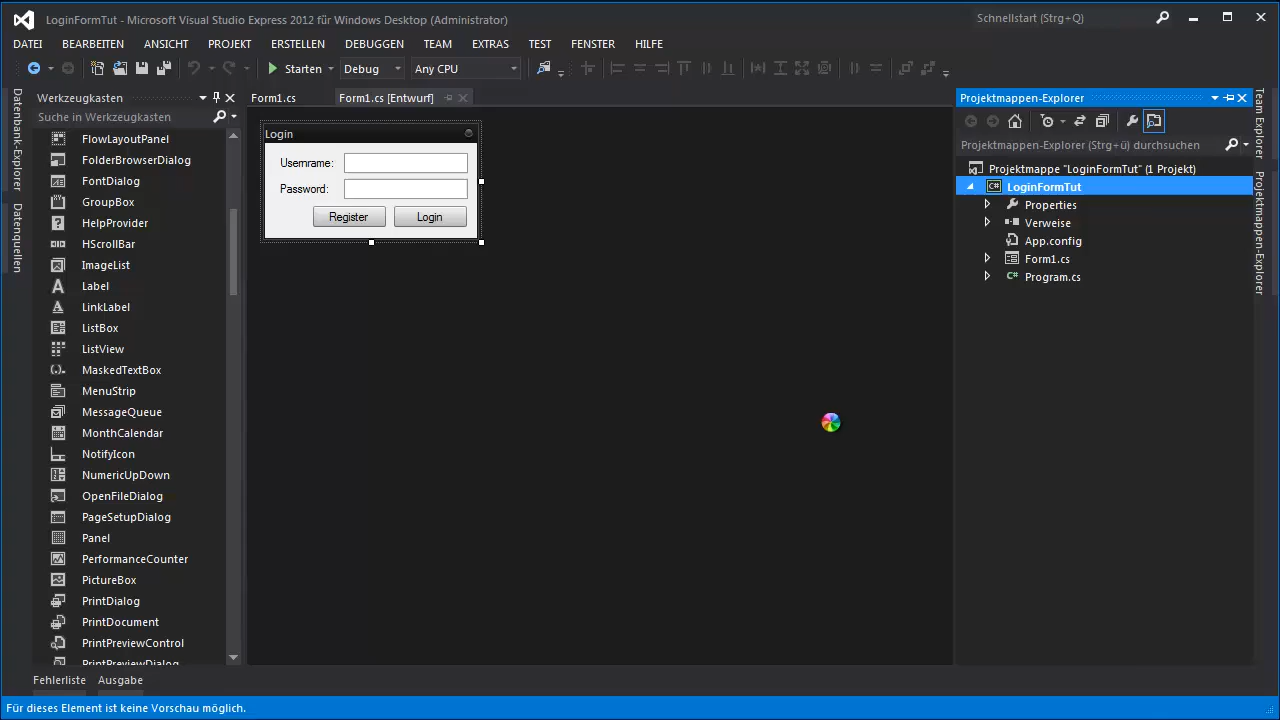 LoginFormTut - Microsoft Visual Studio Express 2012 für Windows Desktop (Administrator)
Schnellstart (Strg+Q)
DATEI BEARBEITEN ANSICHT PROJEKT ERSTELLEN DEBUGGEN TEAM EXTRAS TEST FENSTER HILFE
Starten Debug Any CPU
Datenbank-Explorer
Datenquellen
Werkzeugkasten
Suche in Werkzeugkasten
FlowLayoutPanel
FolderBrowserDialog
FontDialog
GroupBox
HelpProvider
HScrollBar
ImageList
Label
LinkLabel
ListBox
ListView
MaskedTextBox
MenuStrip
MessageQueue
MonthCalendar
NotifyIcon
NumericUpDown
OpenFileDialog
PageSetupDialog
Panel
PerformanceCounter
PictureBox
PrintDialog
PrintDocument
PrintPreviewControl
PrintPreviewDialog
Form1.cs Form1.cs [Entwurf]
Login
Username:
Password:
Register Login
Projektmappen-Explorer
Projektmappen-Explorer (Strg+ü) durchsuchen
Projektmappe "LoginFormTut" (1 Projekt)
C# LoginFormTut
Properties
Verweise
App.config
Form1.cs
C# Program.cs
Team Explorer
Projektmappen-Explorer
Fehlerliste Ausgabe
Für dieses Element ist keine Vorschau möglich.